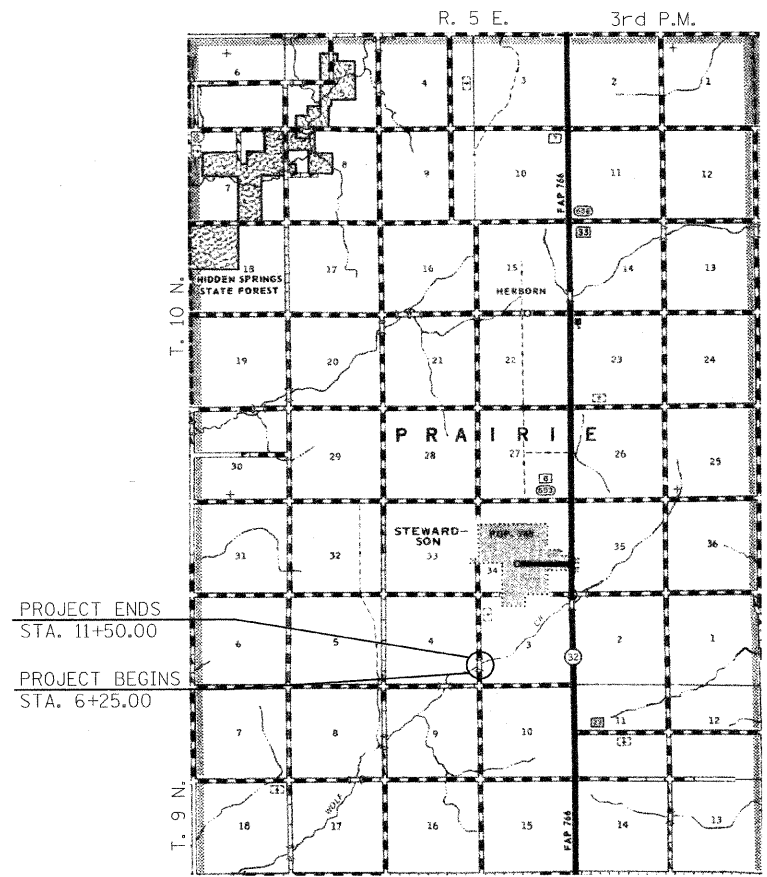 R. 5 E. 3rd P.M.
6 4 3 2 1
7 8 9 10 11 12
FAP 766
33
18 17 16 15 14 13
HIDDEN SPRINGS
STATE FOREST
HERBORN
T. 10 N.
19 20 21 22 23 24
PRAIRIE
30 29 28 27 26 25
STEWARD-
SON
31 32 33 34 35 36
PROJECT ENDS
STA. 11+50.00
6 5 4 3 2 1
CR
32
PROJECT BEGINS
STA. 6+25.00
7 8 9 10 11 12
T. 9 N.
WOLF
FAP 766
18 17 16 15 14 13